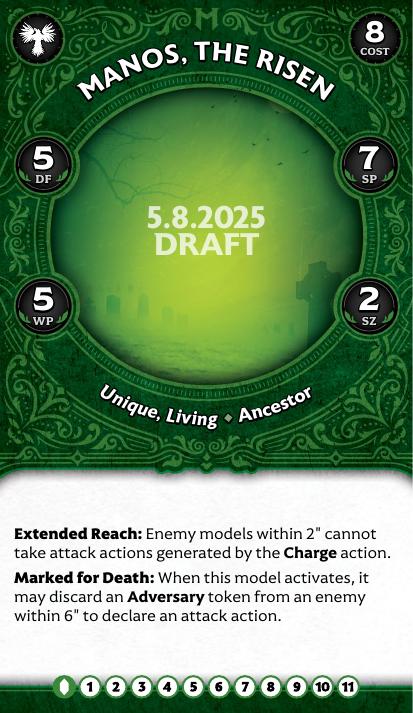 MANOS, THE RISEN
8
COST
5
DF
7
SP
5.8.2025
DRAFT
5
WP
2
SZ
Unique, Living ◆ Ancestor
Extended Reach: Enemy models within 2" cannot
take attack actions generated by the Charge action.
Marked for Death: When this model activates, it
may discard an Adversary token from an enemy
within 6" to declare an attack action.
1 2 3 4 5 6 7 8 9 10 11